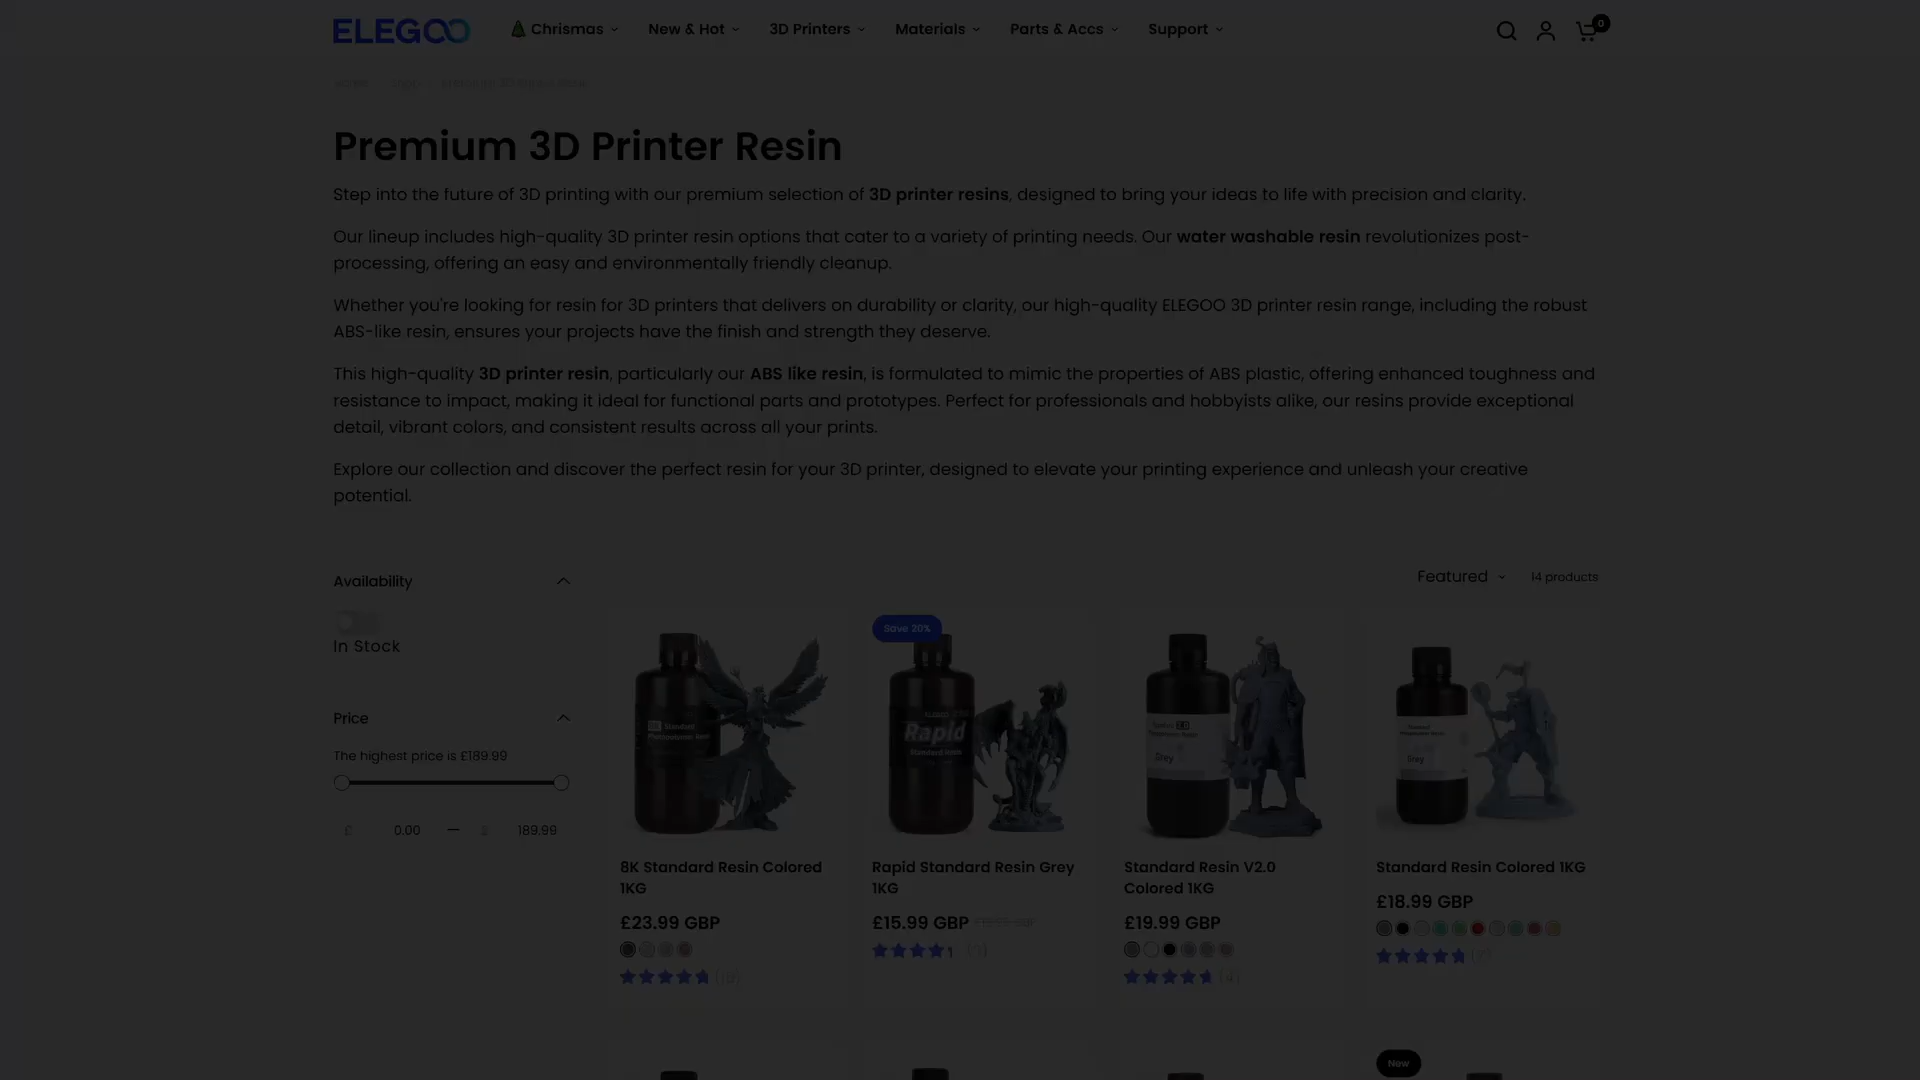 ELEGOO
Chrismas
New & Hot
3D Printers
Materials
Parts & Accs
Support
0
Premium 3D Printer Resin
Step into the future of 3D printing with our premium selection of 3D printer resins, designed to bring your ideas to life with precision and clarity.
Our lineup includes high-quality 3D printer resin options that cater to a variety of printing needs. Our water washable resin revolutionizes post-
processing, offering an easy and environmentally friendly cleanup.
Whether you're looking for resin for 3D printers that delivers on durability or clarity, our high-quality ELEGOO 3D printer resin range, including the robust
ABS-like resin, ensures your projects have the finish and strength they deserve.
This high-quality 3D printer resin, particularly our ABS like resin, is formulated to mimic the properties of ABS plastic, offering enhanced toughness and
resistance to impact, making it ideal for functional parts and prototypes. Perfect for professionals and hobbyists alike, our resins provide exceptional
detail, vibrant colors, and consistent results across all your prints.
Explore our collection and discover the perfect resin for your 3D printer, designed to elevate your printing experience and unleash your creative
potential.
Availability
In Stock
Price
The highest price is £189.99
£ 0.00 — £ 189.99
Featured
14 products
8K Standard
8K Standard Resin Colored
1KG
£23.99 GBP
Save 20%
Rapid
Standard Resin
Rapid Standard Resin Grey
1KG
£15.99 GBP
2.0
Grey
Standard Resin V2.0
Colored 1KG
£19.99 GBP
Grey
Standard Resin Colored 1KG
£18.99 GBP
New